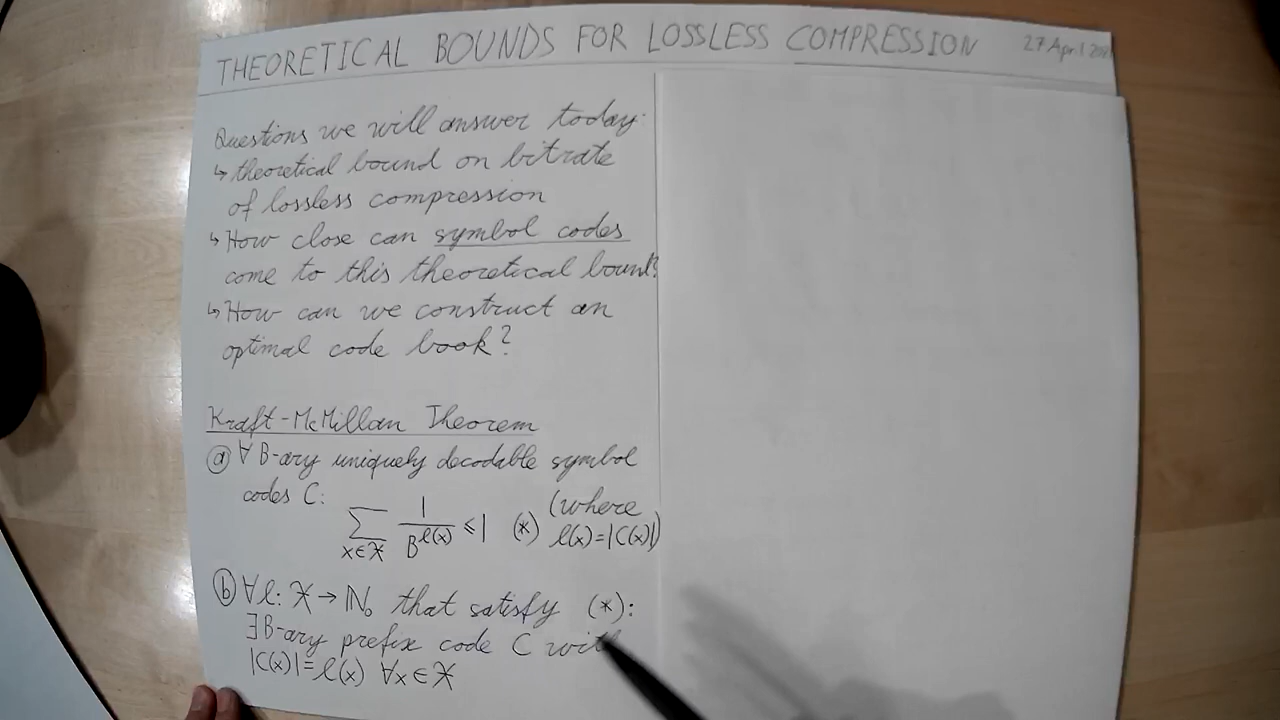 THEORETICAL BOUNDS FOR LOSSLESS COMPRESSION 27 April
Questions we will answer today:
↳ theoretical bound on bitrate
of lossless compression
↳ How close can symbol codes
come to this theoretical bound?
↳ How can we construct an
optimal code book?
Kraft-McMillan Theorem
ⓐ ∀ B-ary uniquely decodable symbol
codes C:
∑_{x∈𝒳} 1/B^{ℓ(x)} ≤ 1 (*) (where
ℓ(x)=|C(x)|)
ⓑ ∀ℓ: 𝒳 → ℕ₀ that satisfy (*):
∃ B-ary prefix code C with
|C(x)| = ℓ(x) ∀x∈𝒳